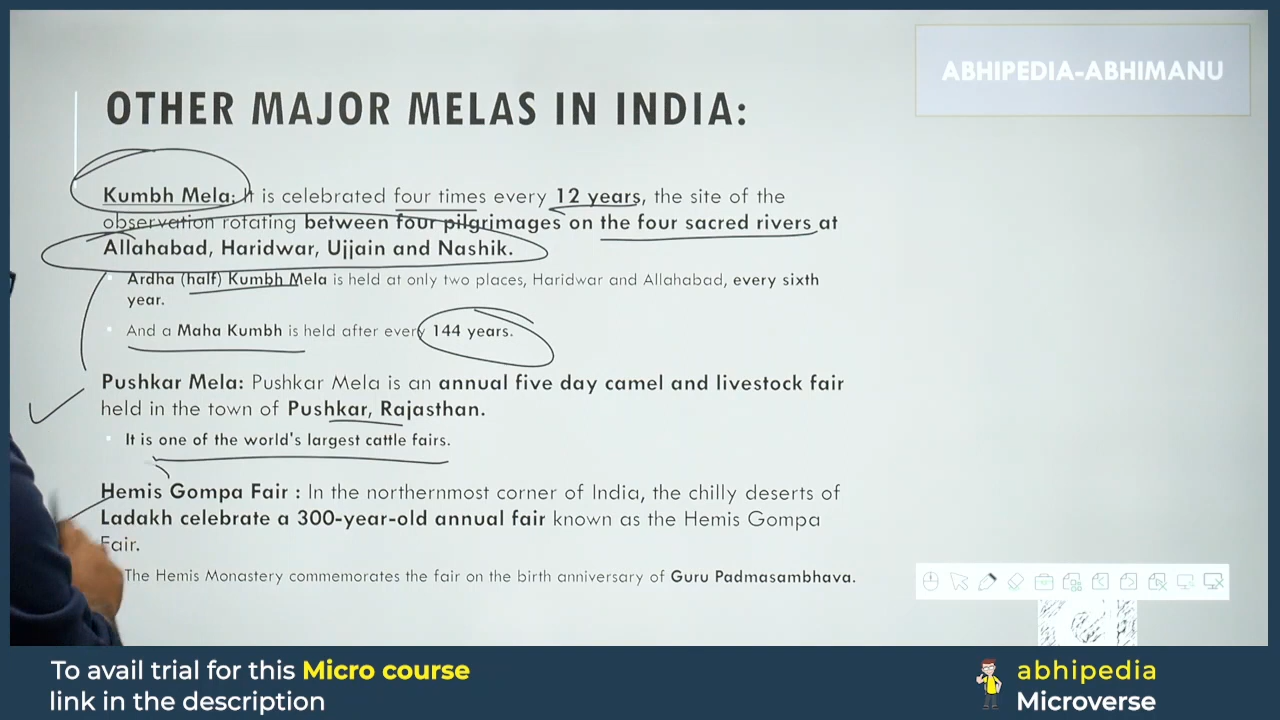 ABHIPEDIA-ABHIMANU
OTHER MAJOR MELAS IN INDIA:
Kumbh Mela: It is celebrated four times every 12 years, the site of the
observation rotating between four pilgrimages on the four sacred rivers at
Allahabad, Haridwar, Ujjain and Nashik.
Ardha (half) Kumbh Mela is held at only two places, Haridwar and Allahabad, every sixth
year.
And a Maha Kumbh is held after every 144 years.
Pushkar Mela: Pushkar Mela is an annual five day camel and livestock fair
held in the town of Pushkar, Rajasthan.
It is one of the world's largest cattle fairs.
Hemis Gompa Fair : In the northernmost corner of India, the chilly deserts of
Ladakh celebrate a 300-year-old annual fair known as the Hemis Gompa
Fair.
The Hemis Monastery commemorates the fair on the birth anniversary of Guru Padmasambhava.
To avail trial for this Micro course
link in the description
abhipedia
Microverse